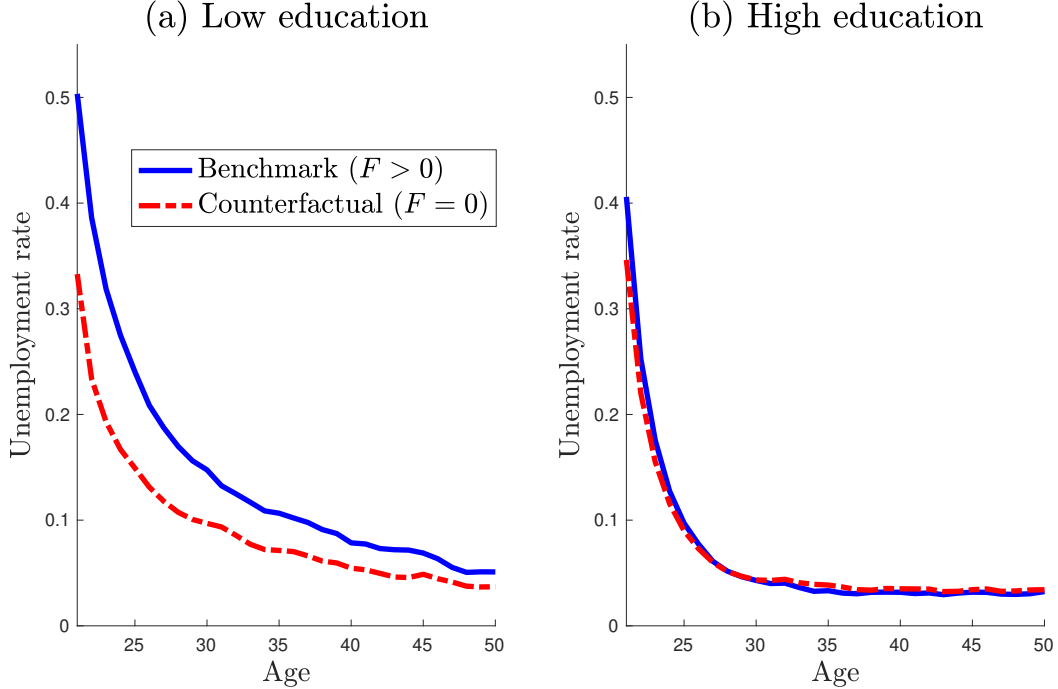 (a) Low education
Unemployment rate
0.5
0.4
0.3
0.2
0.1
0
Benchmark (F > 0)
Counterfactual (F = 0)
25 30 35 40 45 50
Age
(b) High education
Unemployment rate
0.5
0.4
0.3
0.2
0.1
0
25 30 35 40 45 50
Age